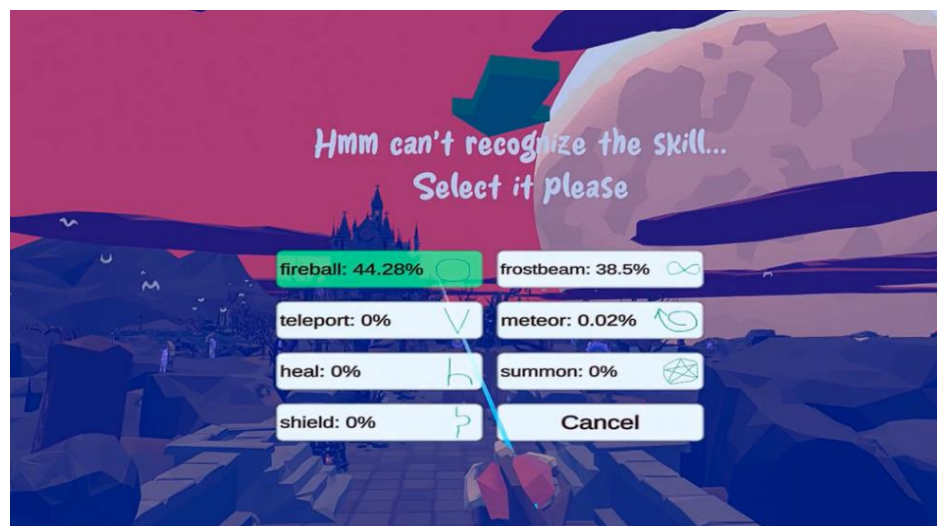 Hmm can't recognize the skill...
Select it please
fireball: 44.28%
frostbeam: 38.5%
teleport: 0%
meteor: 0.02%
heal: 0%
summon: 0%
shield: 0%
Cancel